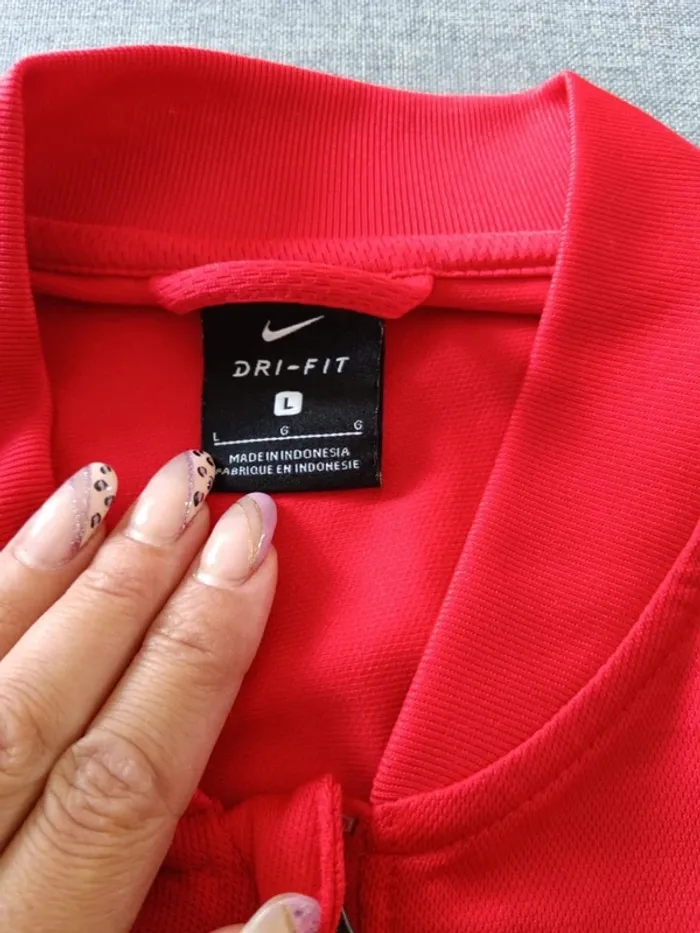 DRI-FIT
L
L G G
MADE IN INDONESIA
FABRIQUE EN INDONESIE